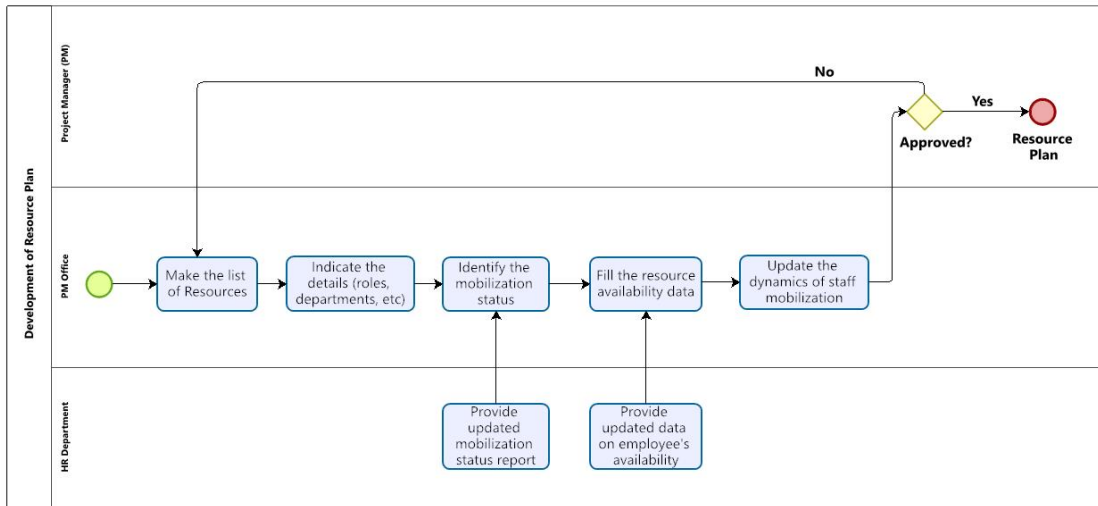 Development of Resource Plan
Project Manager (PM)
No
Yes
Approved?
Resource
Plan
PM Office
Make the list
of Resources
Indicate the
details (roles,
departments, etc)
Identify the
mobilization
status
Fill the resource
availability data
Update the
dynamics of staff
mobilization
HR Department
Provide
updated
mobilization
status report
Provide
updated data
on employee's
availability